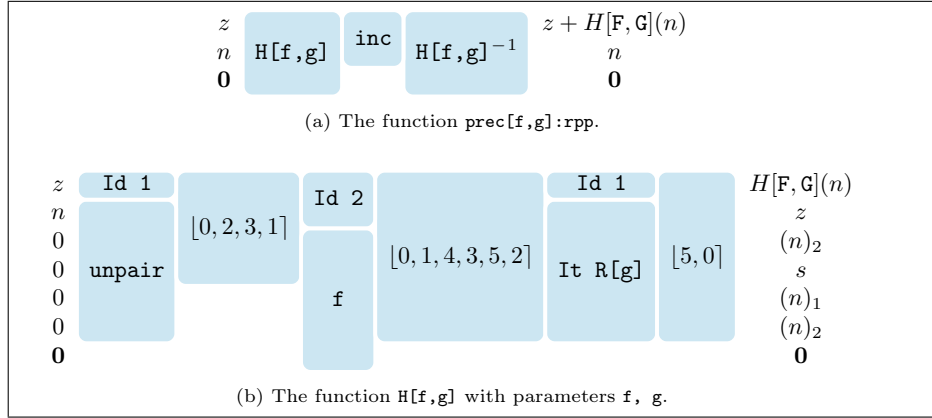 z H[f,g] inc H[f,g]⁻¹ z + H[F, G](n)
n n
0 0
(a) The function prec[f,g]:rpp.
z Id 1 ⌊0, 2, 3, 1⌉ Id 2 ⌊0, 1, 4, 3, 5, 2⌉ Id 1 ⌊5, 0⌉ H[F, G](n)
n unpair f It R[g] z
0 (n)₂
0 s
0 (n)₁
0 (n)₂
0 0
(b) The function H[f,g] with parameters f, g.